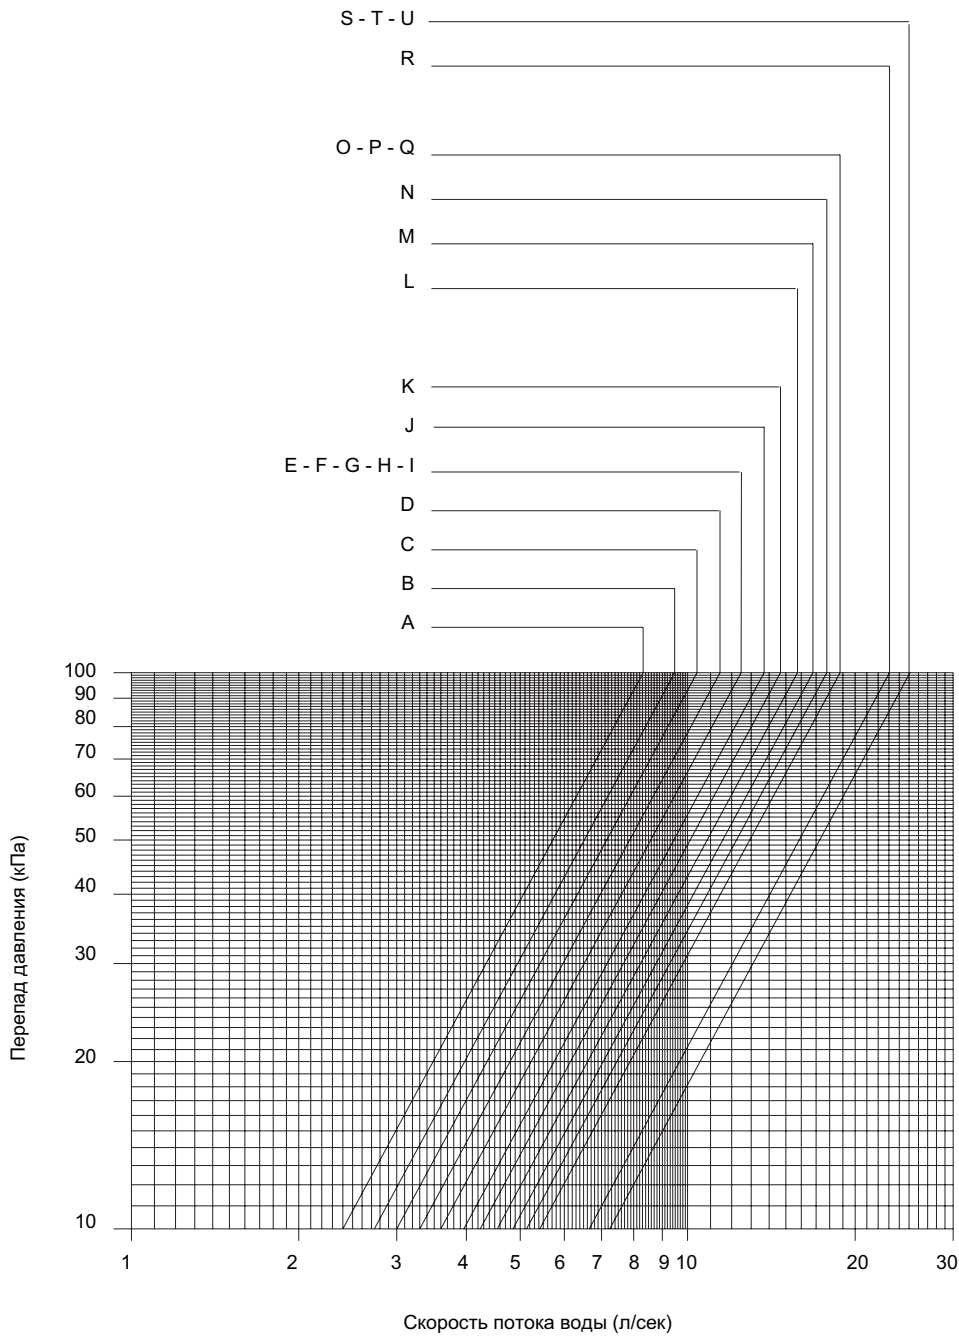 S - T - U
R
O - P - Q
N
M
L
K
J
E - F - G - H - I
D
C
B
A
100
90
80
70
60
50
40
30
20
10
Перепад давления (кПа)
1 2 3 4 5 6 7 8 9 10 20 30
Скорость потока воды (л/сек)